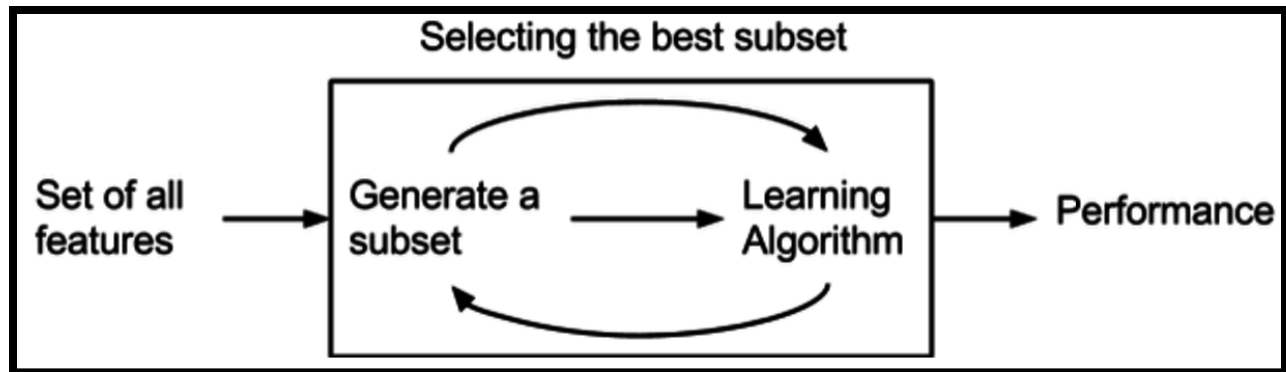 Selecting the best subset
Set of all
features
Generate a
subset
Learning
Algorithm
Performance